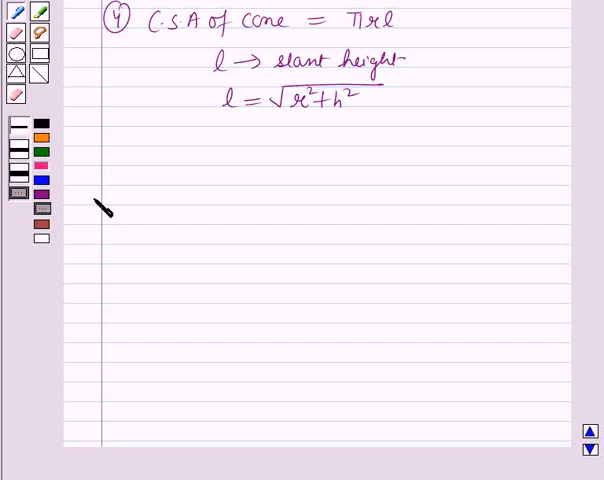 ④ C.S.A of cone = πrl
l → slant height
l = √r²+h²